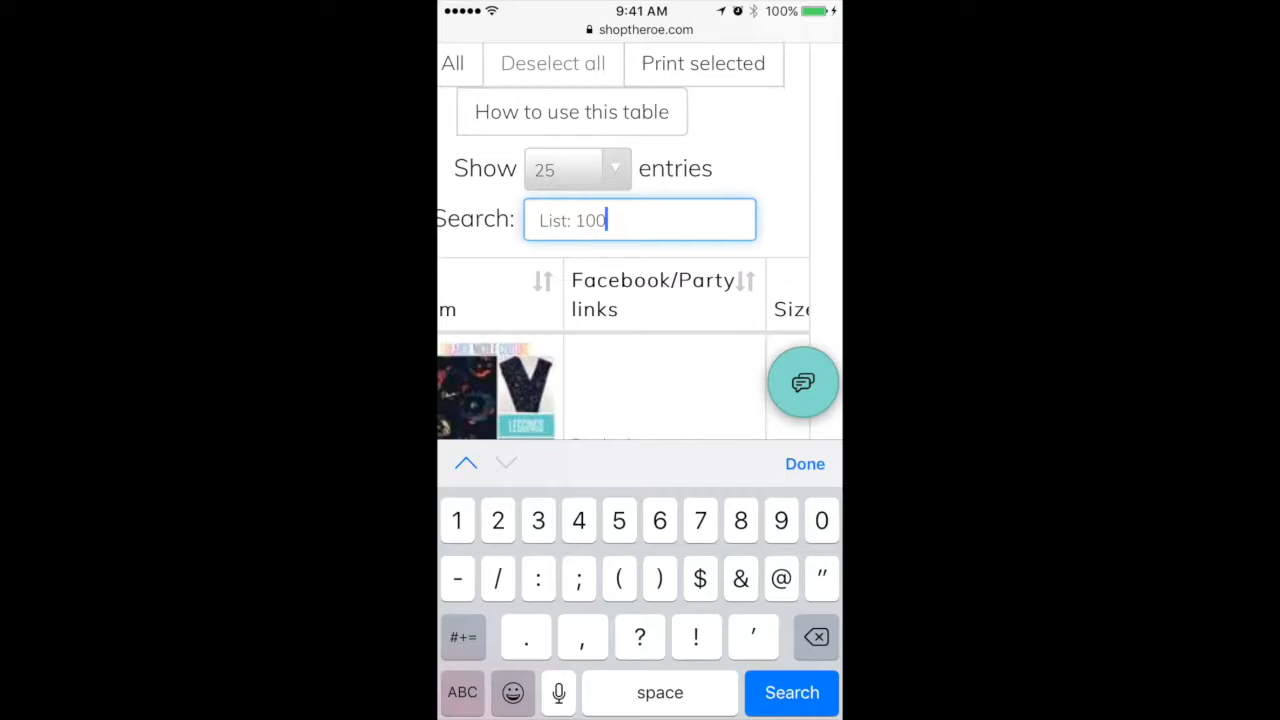 9:41 AM 100%
shoptheroe.com
All Deselect all Print selected
How to use this table
Show 25 entries
Search: List: 100
m Facebook/Party links Size
NICOLE COUTURE
LEGGINGS
Done
1 2 3 4 5 6 7 8 9 0
- / : ; ( ) $ & @ "
#+= . , ? ! '
ABC space Search